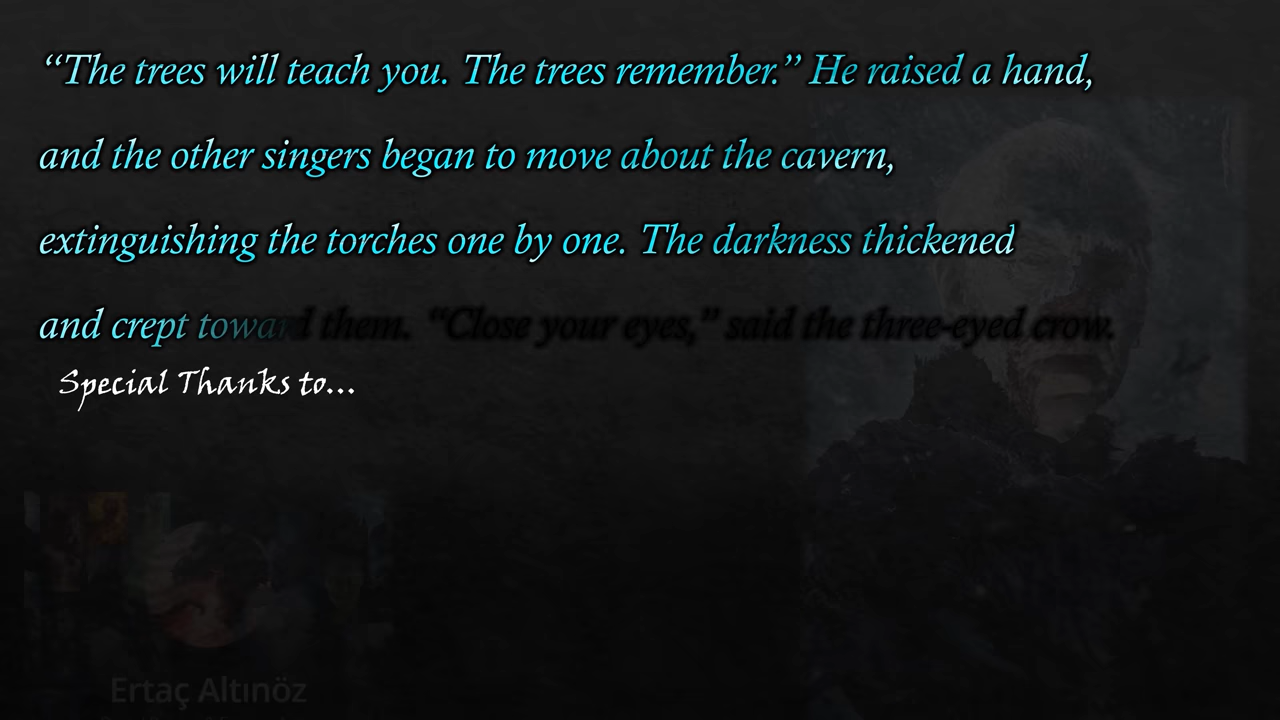 “The trees will teach you. The trees remember.” He raised a hand,
and the other singers began to move about the cavern,
extinguishing the torches one by one. The darkness thickened
and crept toward them. “Close your eyes,” said the three-eyed crow.
Special Thanks to...
Ertaç Altınöz